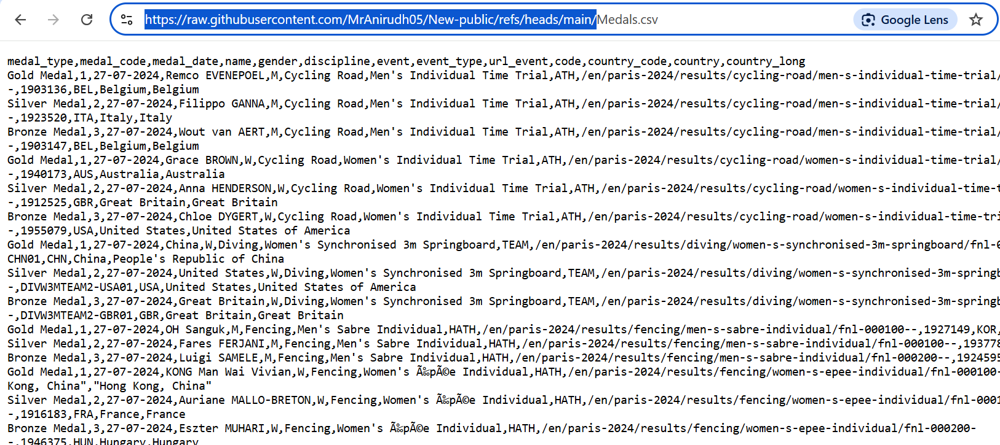 https://raw.githubusercontent.com/MrAnirudh05/New-public/refs/heads/main/Medals.csv
Google Lens
medal_type,medal_code,medal_date,name,gender,discipline,event,event_type,url_event,code,country_code,country,country_long
Gold Medal,1,27-07-2024,Remco EVENEPOEL,M,Cycling Road,Men's Individual Time Trial,ATH,/en/paris-2024/results/cycling-road/men-s-individual-time-trial/
-,1903136,BEL,Belgium,Belgium
Silver Medal,2,27-07-2024,Filippo GANNA,M,Cycling Road,Men's Individual Time Trial,ATH,/en/paris-2024/results/cycling-road/men-s-individual-time-trial/
-,1923520,ITA,Italy,Italy
Bronze Medal,3,27-07-2024,Wout van AERT,M,Cycling Road,Men's Individual Time Trial,ATH,/en/paris-2024/results/cycling-road/men-s-individual-time-trial/
-,1903147,BEL,Belgium,Belgium
Gold Medal,1,27-07-2024,Grace BROWN,W,Cycling Road,Women's Individual Time Trial,ATH,/en/paris-2024/results/cycling-road/women-s-individual-time-trial/
-,1940173,AUS,Australia,Australia
Silver Medal,2,27-07-2024,Anna HENDERSON,W,Cycling Road,Women's Individual Time Trial,ATH,/en/paris-2024/results/cycling-road/women-s-individual-time-t
-,1912525,GBR,Great Britain,Great Britain
Bronze Medal,3,27-07-2024,Chloe DYGERT,W,Cycling Road,Women's Individual Time Trial,ATH,/en/paris-2024/results/cycling-road/women-s-individual-time-tri
-,1955079,USA,United States,United States of America
Gold Medal,1,27-07-2024,China,W,Diving,Women's Synchronised 3m Springboard,TEAM,/en/paris-2024/results/diving/women-s-synchronised-3m-springboard/fnl-0
CHN01,CHN,China,People's Republic of China
Silver Medal,2,27-07-2024,United States,W,Diving,Women's Synchronised 3m Springboard,TEAM,/en/paris-2024/results/diving/women-s-synchronised-3m-springb
-,DIVW3MTEAM2-USA01,USA,United States,United States of America
Bronze Medal,3,27-07-2024,Great Britain,W,Diving,Women's Synchronised 3m Springboard,TEAM,/en/paris-2024/results/diving/women-s-synchronised-3m-springb
-,DIVW3MTEAM2-GBR01,GBR,Great Britain,Great Britain
Gold Medal,1,27-07-2024,OH Sanguk,M,Fencing,Men's Sabre Individual,HATH,/en/paris-2024/results/fencing/men-s-sabre-individual/fnl-000100--,1927149,KOR,
Silver Medal,2,27-07-2024,Fares FERJANI,M,Fencing,Men's Sabre Individual,HATH,/en/paris-2024/results/fencing/men-s-sabre-individual/fnl-000100--,193778
Bronze Medal,3,27-07-2024,Luigi SAMELE,M,Fencing,Men's Sabre Individual,HATH,/en/paris-2024/results/fencing/men-s-sabre-individual/fnl-000200--,1924595
Gold Medal,1,27-07-2024,KONG Man Wai Vivian,W,Fencing,Women's Ã‰pÃ©e Individual,HATH,/en/paris-2024/results/fencing/women-s-epee-individual/fnl-000100-
Kong, China","Hong Kong, China"
Silver Medal,2,27-07-2024,Auriane MALLO-BRETON,W,Fencing,Women's Ã‰pÃ©e Individual,HATH,/en/paris-2024/results/fencing/women-s-epee-individual/fnl-0001
-,1916183,FRA,France,France
Bronze Medal,3,27-07-2024,Eszter MUHARI,W,Fencing,Women's Ã‰pÃ©e Individual,HATH,/en/paris-2024/results/fencing/women-s-epee-individual/fnl-000200-
-,1946375,HUN,Hungary,Hungary